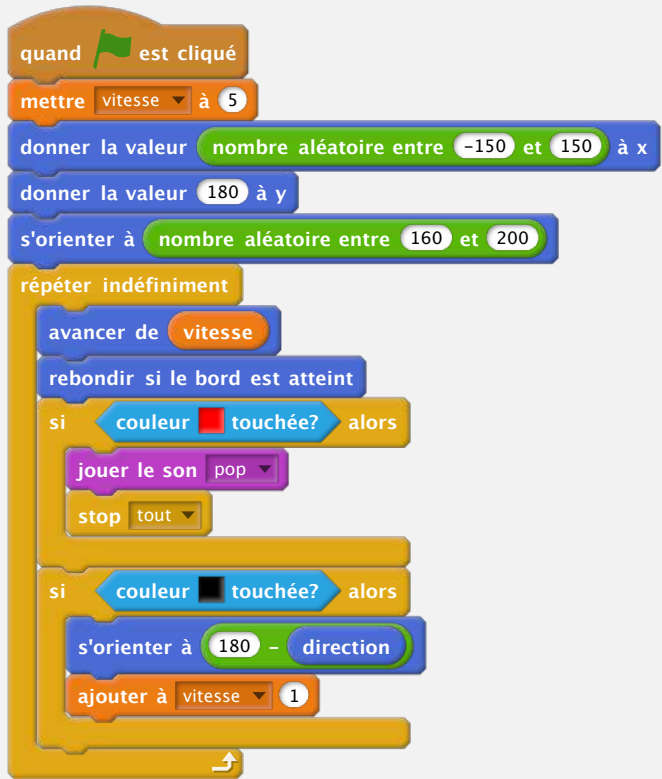 quand est cliqué
mettre vitesse à 5
donner la valeur nombre aléatoire entre -150 et 150 à x
donner la valeur 180 à y
s'orienter à nombre aléatoire entre 160 et 200
répéter indéfiniment
avancer de vitesse
rebondir si le bord est atteint
si couleur touchée? alors
jouer le son pop
stop tout
si couleur touchée? alors
s'orienter à 180 - direction
ajouter à vitesse 1